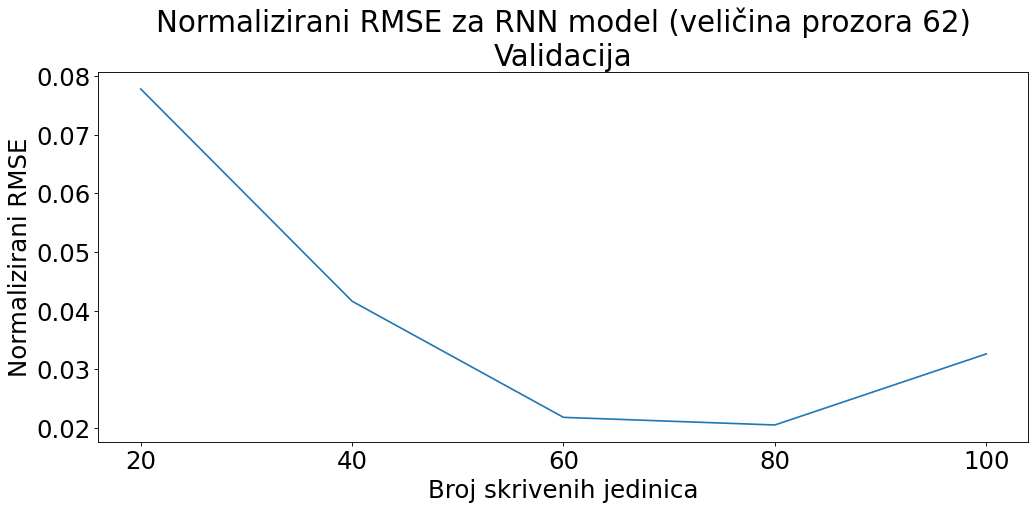 Normalizirani RMSE za RNN model (veličina prozora 62)
Validacija
0.08
0.07
0.06
0.05
0.04
0.03
0.02
Normalizirani RMSE
20 40 60 80 100
Broj skrivenih jedinica